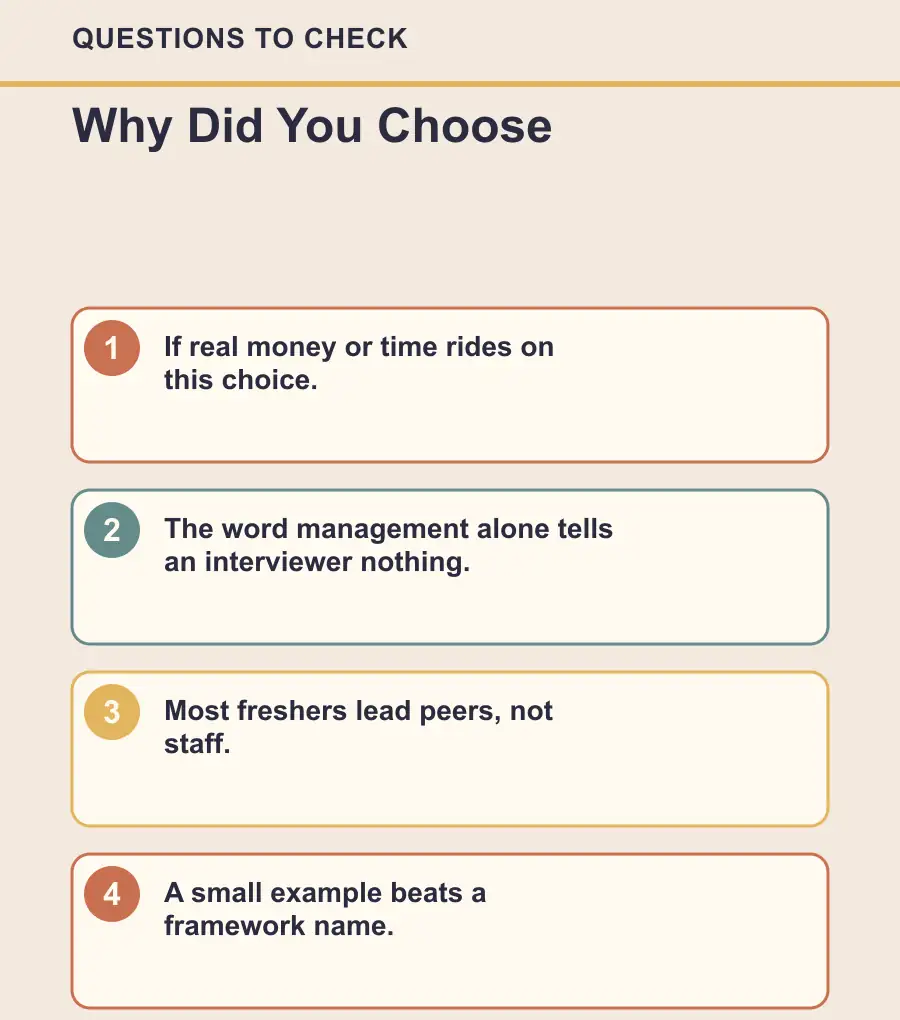 QUESTIONS TO CHECK
Why Did You Choose
1
If real money or time rides on
this choice.
2
The word management alone tells
an interviewer nothing.
3
Most freshers lead peers, not
staff.
4
A small example beats a
framework name.